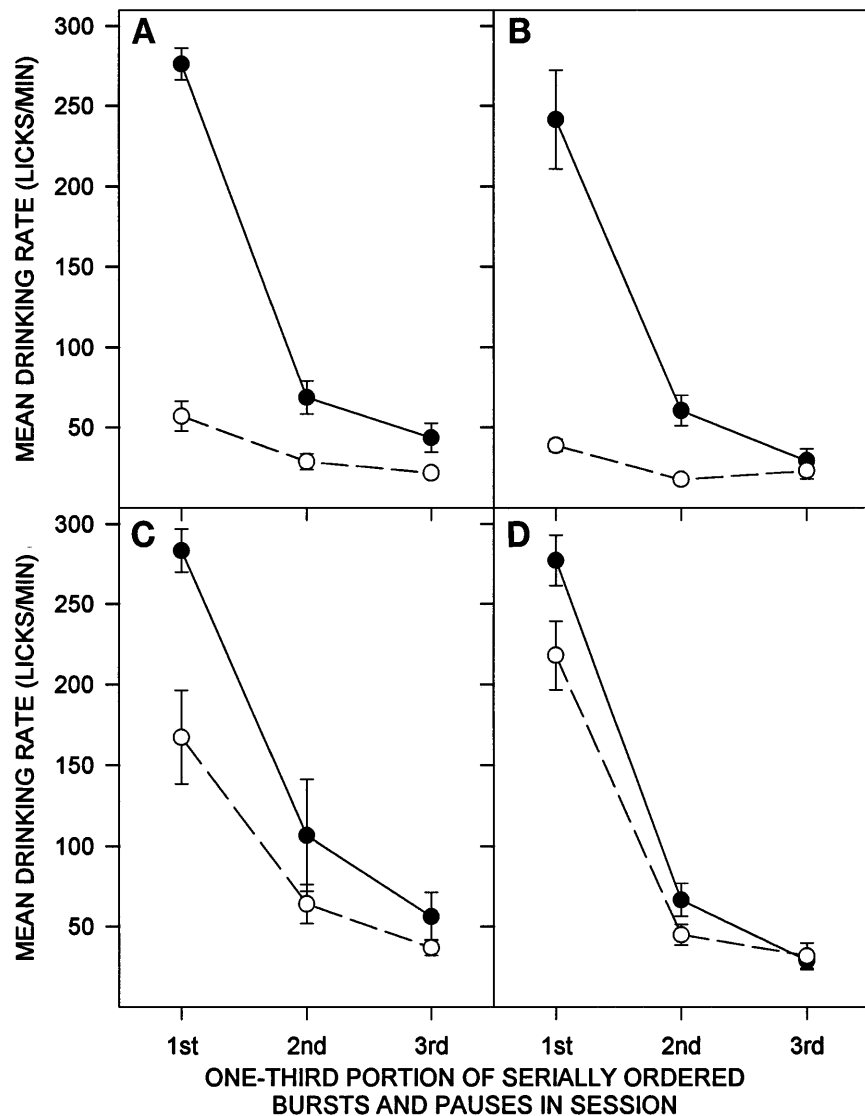 A
B
300
250
200
150
100
50
MEAN DRINKING RATE (LICKS/MIN)
C
D
300
250
200
150
100
50
MEAN DRINKING RATE (LICKS/MIN)
1st 2nd 3rd 1st 2nd 3rd
ONE-THIRD PORTION OF SERIALLY ORDERED
BURSTS AND PAUSES IN SESSION